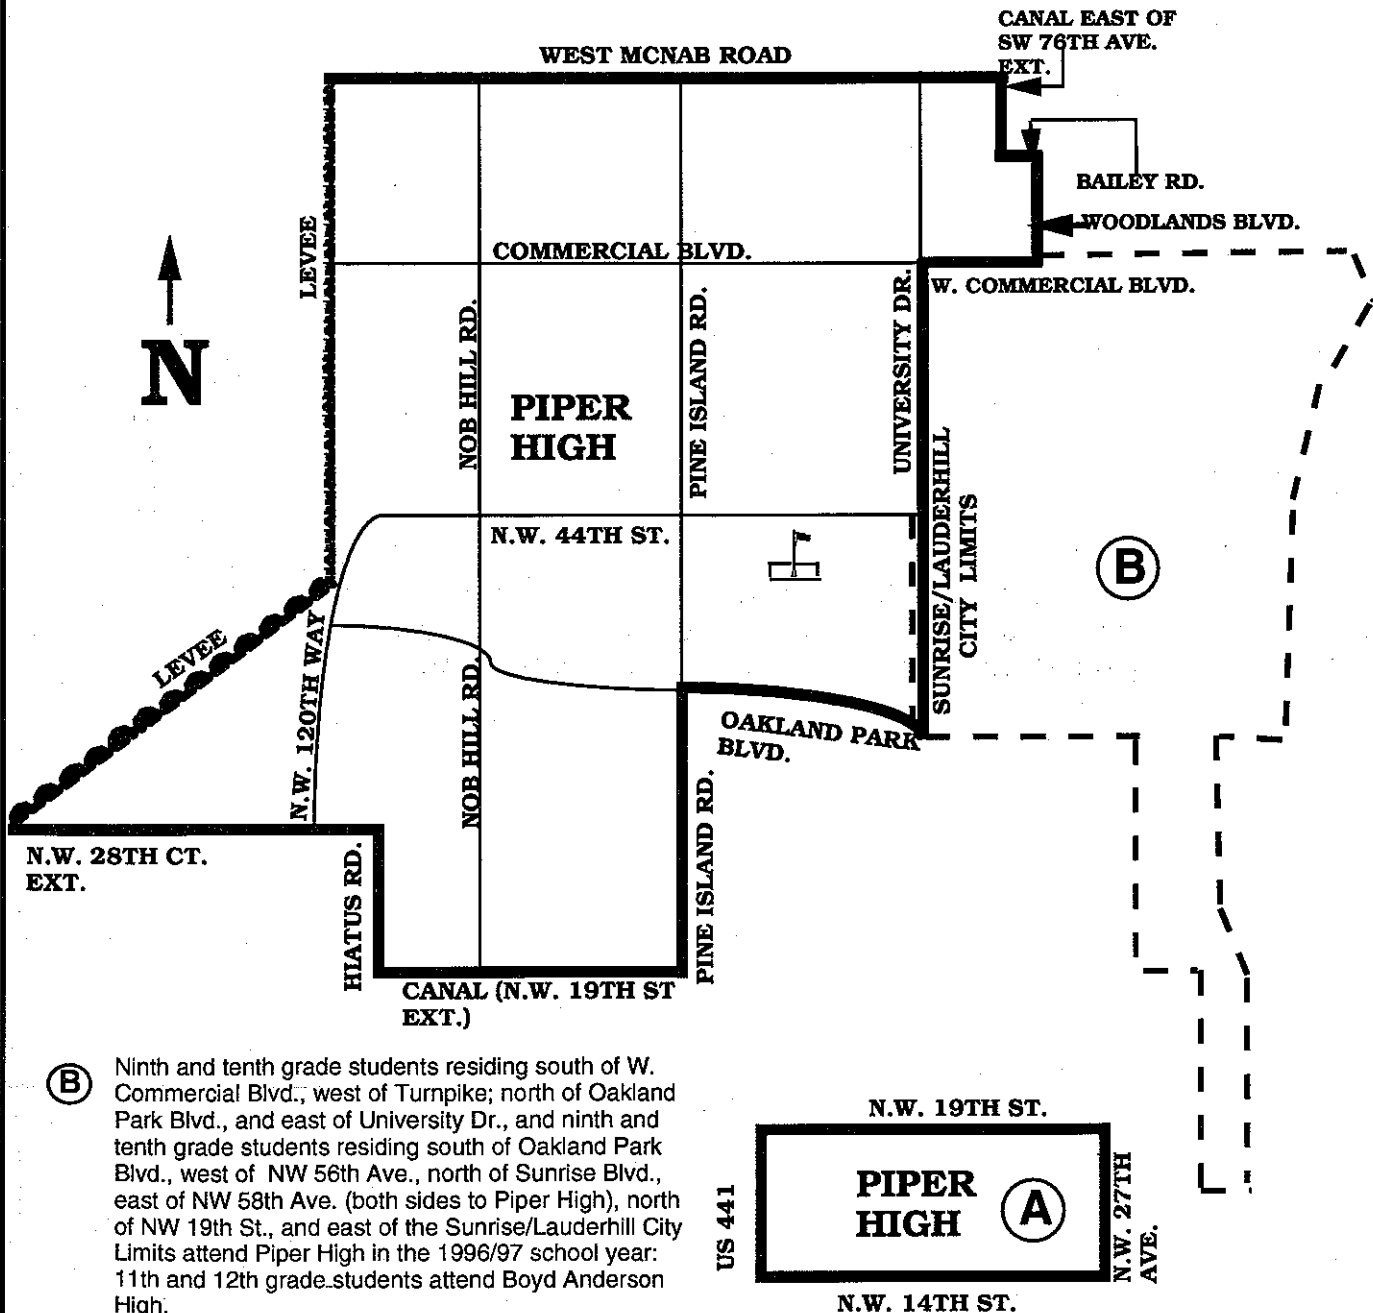 CANAL EAST OF
SW 76TH AVE.
EXT.
WEST MCNAB ROAD
BAILEY RD.
WOODLANDS BLVD.
LEVEE
COMMERCIAL BLVD.
W. COMMERCIAL BLVD.
N
NOB HILL RD.
PINE ISLAND RD.
UNIVERSITY DR.
PIPER
HIGH
SUNRISE/LAUDERHILL
CITY LIMITS
N.W. 44TH ST.
B
LEVEE
N.W. 120TH WAY
NOB HILL RD.
OAKLAND PARK
BLVD.
N.W. 28TH CT.
EXT.
HIATUS RD.
PINE ISLAND RD.
CANAL (N.W. 19TH ST
EXT.)
B
Ninth and tenth grade students residing south of W.
Commercial Blvd., west of Turnpike; north of Oakland
Park Blvd., and east of University Dr., and ninth and
tenth grade students residing south of Oakland Park
Blvd., west of NW 56th Ave., north of Sunrise Blvd.,
east of NW 58th Ave. (both sides to Piper High), north
of NW 19th St., and east of the Sunrise/Lauderhill City
Limits attend Piper High in the 1996/97 school year:
11th and 12th grade students attend Boyd Anderson
High.
N.W. 19TH ST.
US 441
PIPER
HIGH
A
N.W. 27TH
AVE.
N.W. 14TH ST.